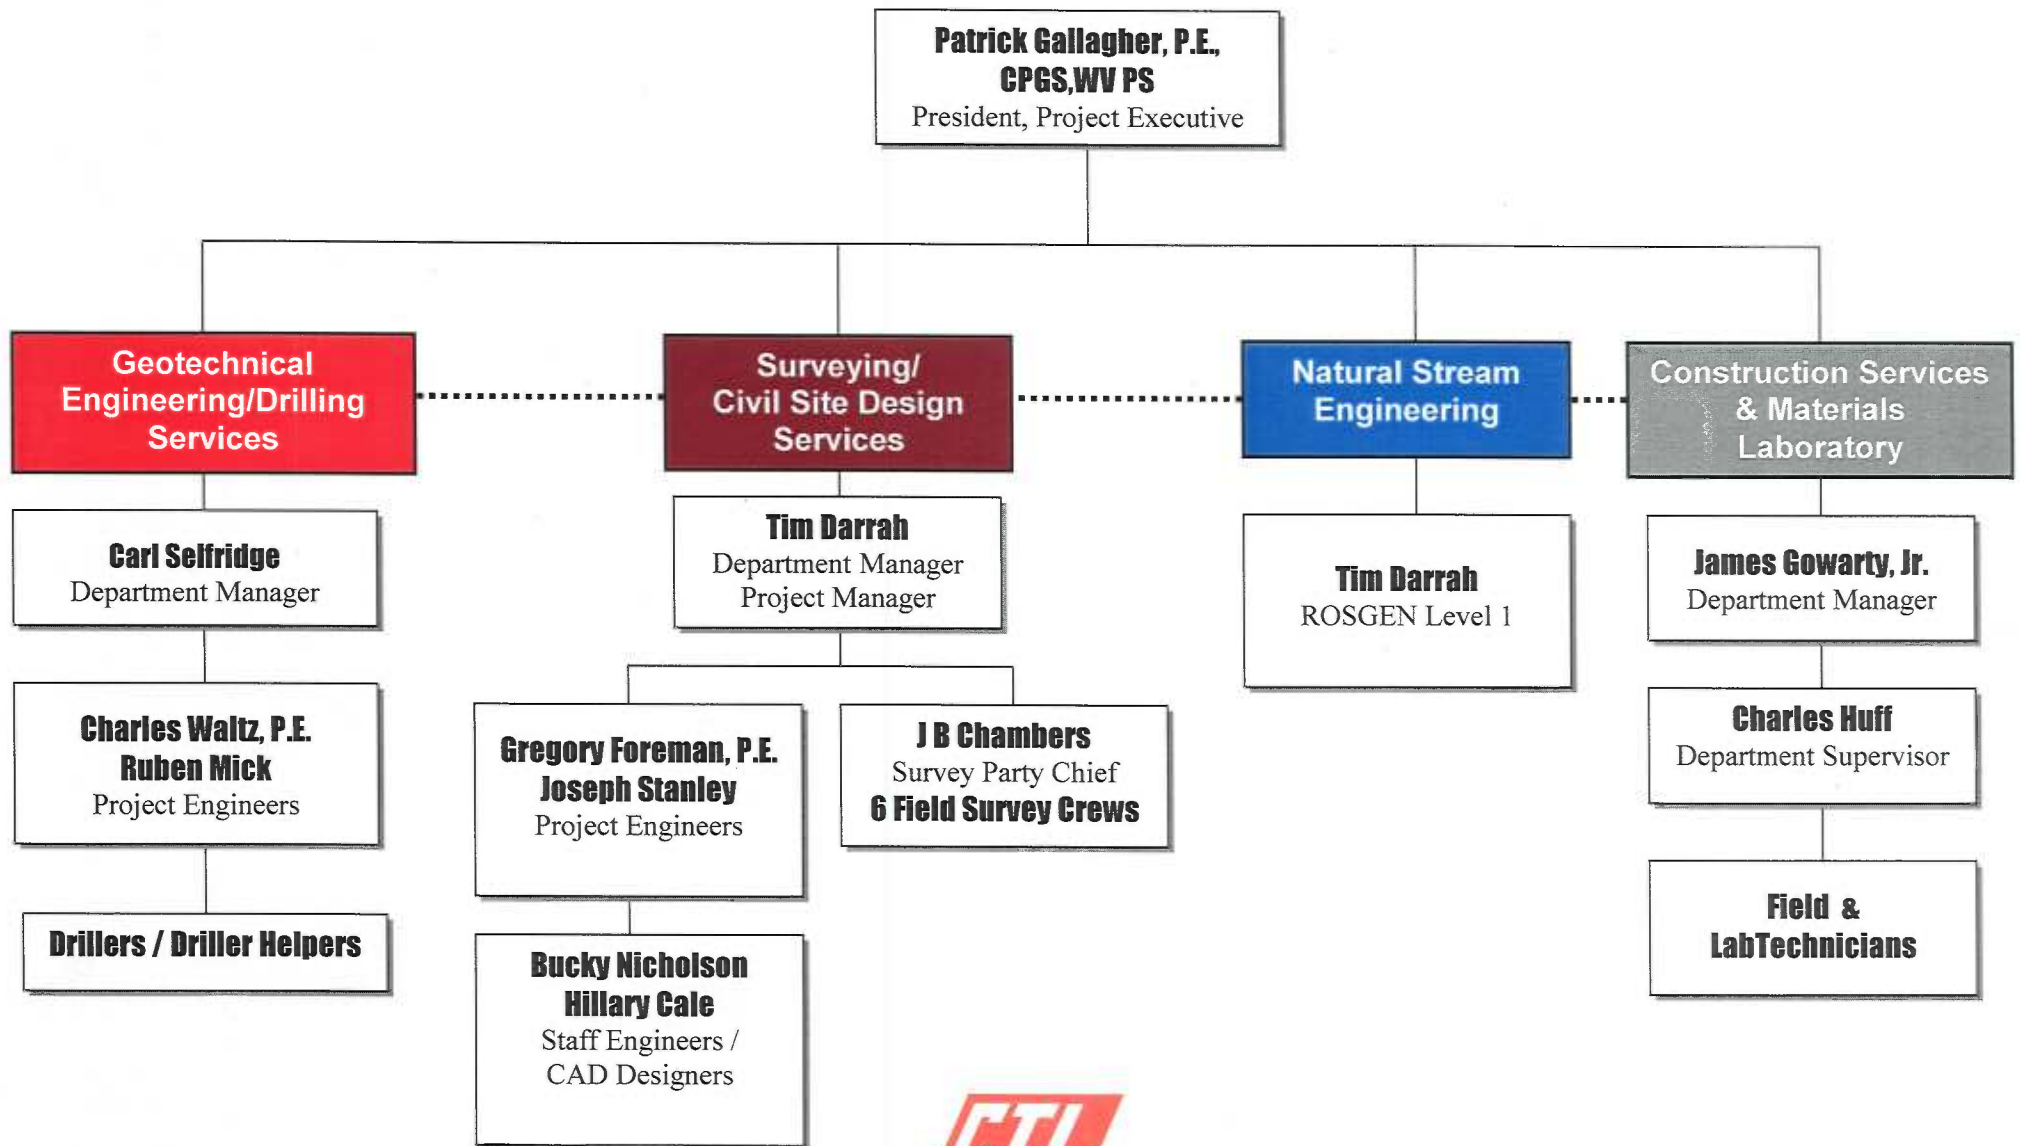 Patrick Gallagher, P.E.,
CPGS,WV PS
President, Project Executive
Geotechnical
Engineering/Drilling
Services
Surveying/
Civil Site Design
Services
Natural Stream
Engineering
Construction Services
& Materials
Laboratory
Carl Selfridge
Department Manager
Charles Waltz, P.E.
Ruben Mick
Project Engineers
Drillers / Driller Helpers
Tim Darrah
Department Manager
Project Manager
Gregory Foreman, P.E.
Joseph Stanley
Project Engineers
Bucky Nicholson
Hillary Cale
Staff Engineers /
CAD Designers
J B Chambers
Survey Party Chief
6 Field Survey Crews
Tim Darrah
ROSGEN Level 1
James Gowarty, Jr.
Department Manager
Charles Huff
Department Supervisor
Field &
LabTechnicians
CTL